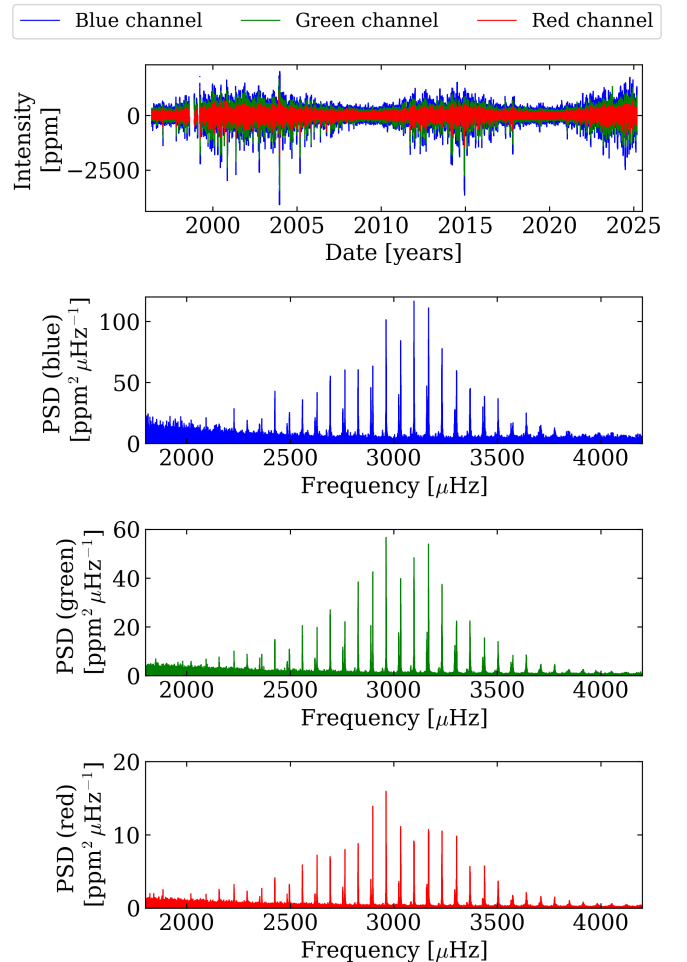 Blue channel Green channel Red channel
Intensity
[ppm]
0
−2500
2000 2005 2010 2015 2020 2025
Date [years]
PSD (blue)
[ppm² μHz⁻¹]
100
50
0
2000 2500 3000 3500 4000
Frequency [μHz]
PSD (green)
[ppm² μHz⁻¹]
60
40
20
0
2000 2500 3000 3500 4000
Frequency [μHz]
PSD (red)
[ppm² μHz⁻¹]
20
10
0
2000 2500 3000 3500 4000
Frequency [μHz]